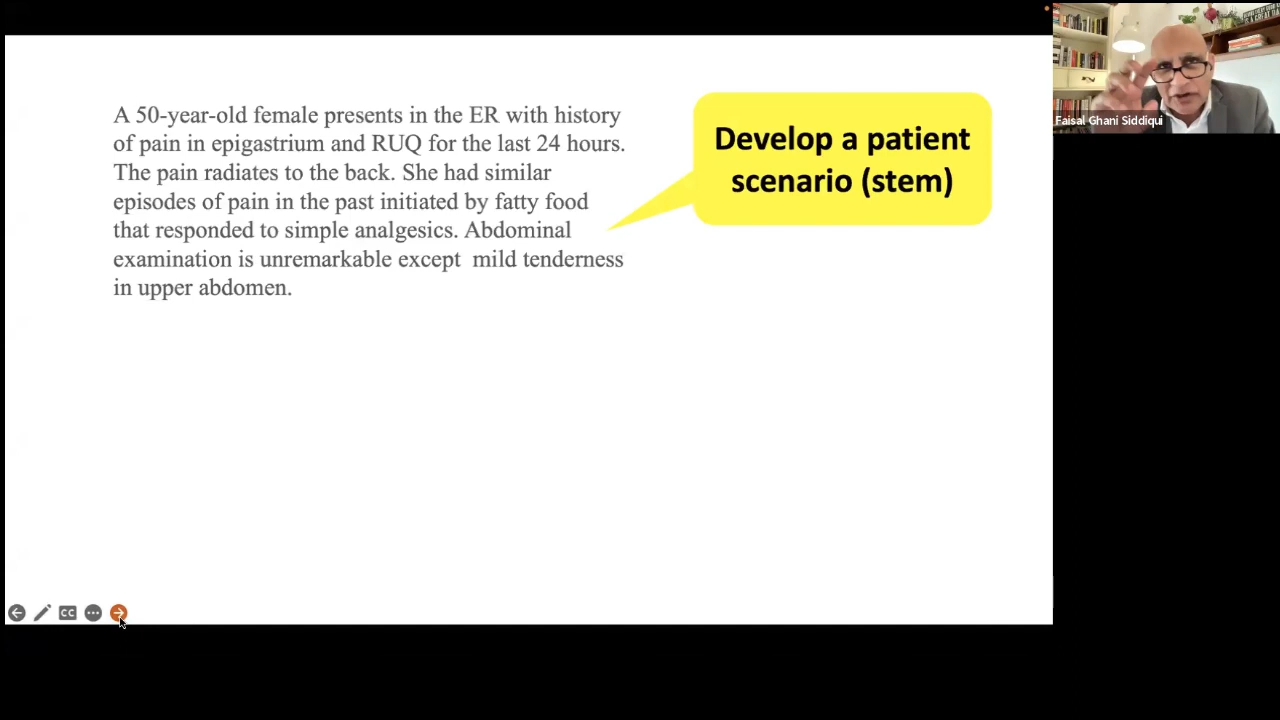 A 50-year-old female presents in the ER with history
of pain in epigastrium and RUQ for the last 24 hours.
The pain radiates to the back. She had similar
episodes of pain in the past initiated by fatty food
that responded to simple analgesics. Abdominal
examination is unremarkable except  mild tenderness
in upper abdomen.
Develop a patient
scenario (stem)
Faisal Ghani Siddiqui
CC